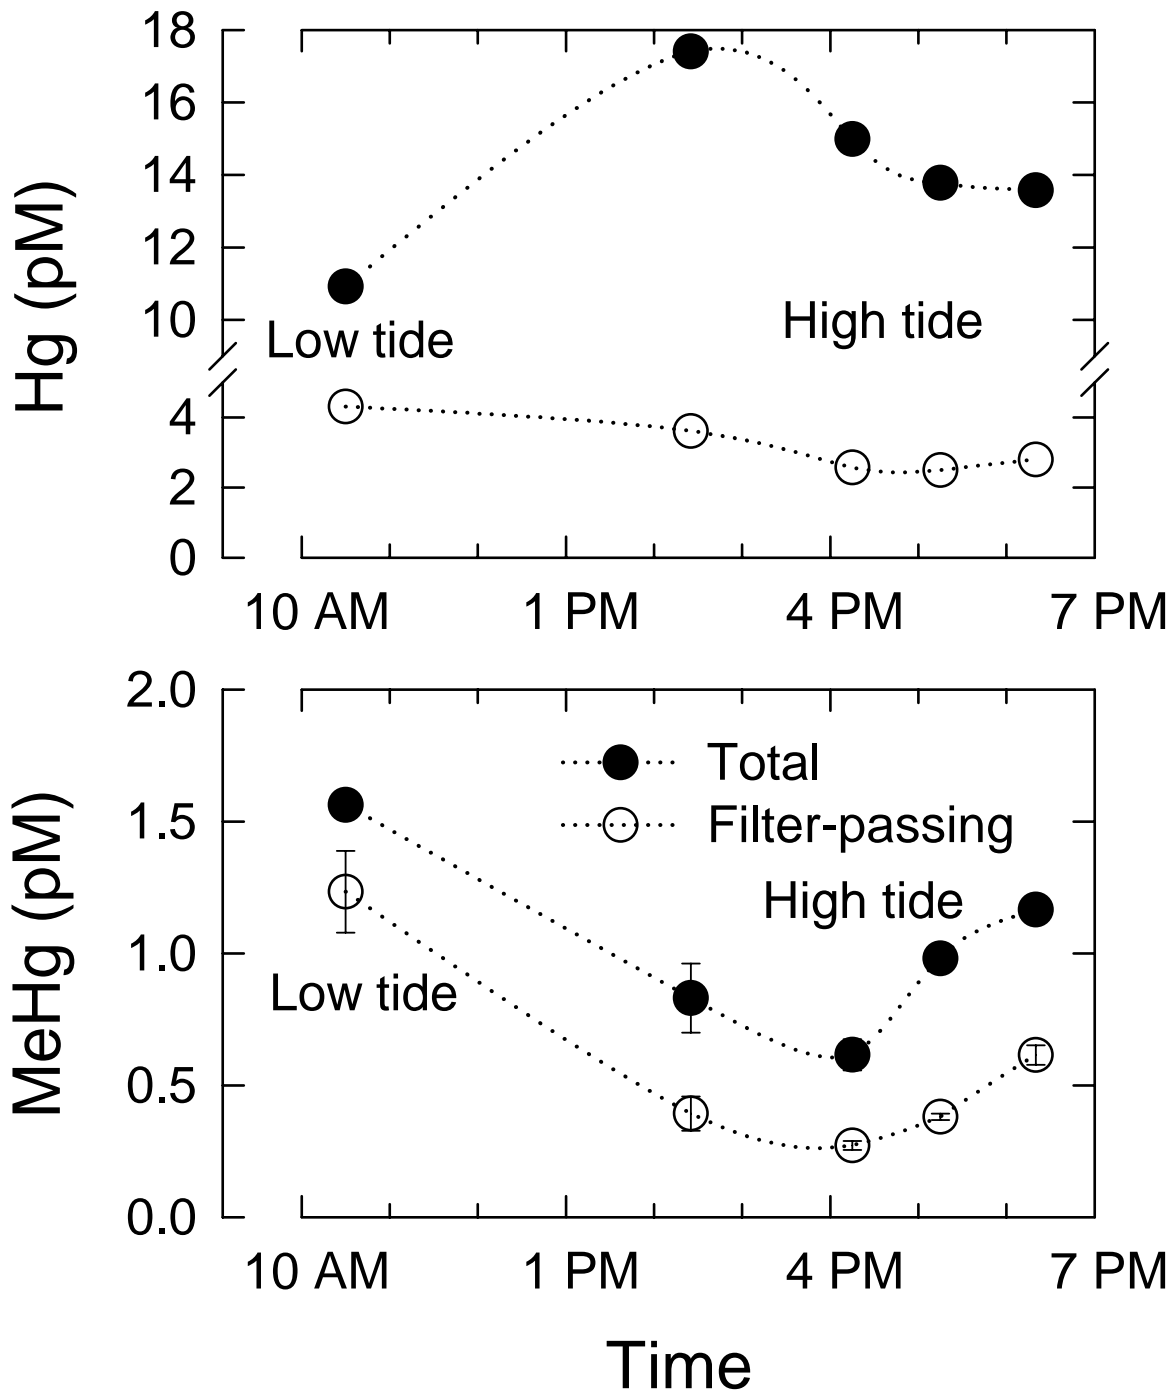 Hg (pM)
18
16
14
12
10
4
2
0
Low tide
High tide
10 AM 1 PM 4 PM 7 PM
MeHg (pM)
2.0
1.5
1.0
0.5
0.0
Total
Filter-passing
High tide
Low tide
10 AM 1 PM 4 PM 7 PM
Time